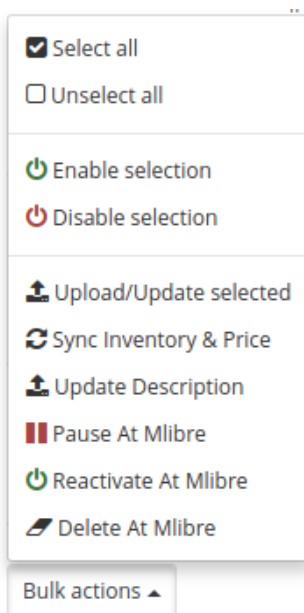 Select all
Unselect all
Enable selection
Disable selection
Upload/Update selected
Sync Inventory & Price
Update Description
Pause At Mlibre
Reactivate At Mlibre
Delete At Mlibre
Bulk actions